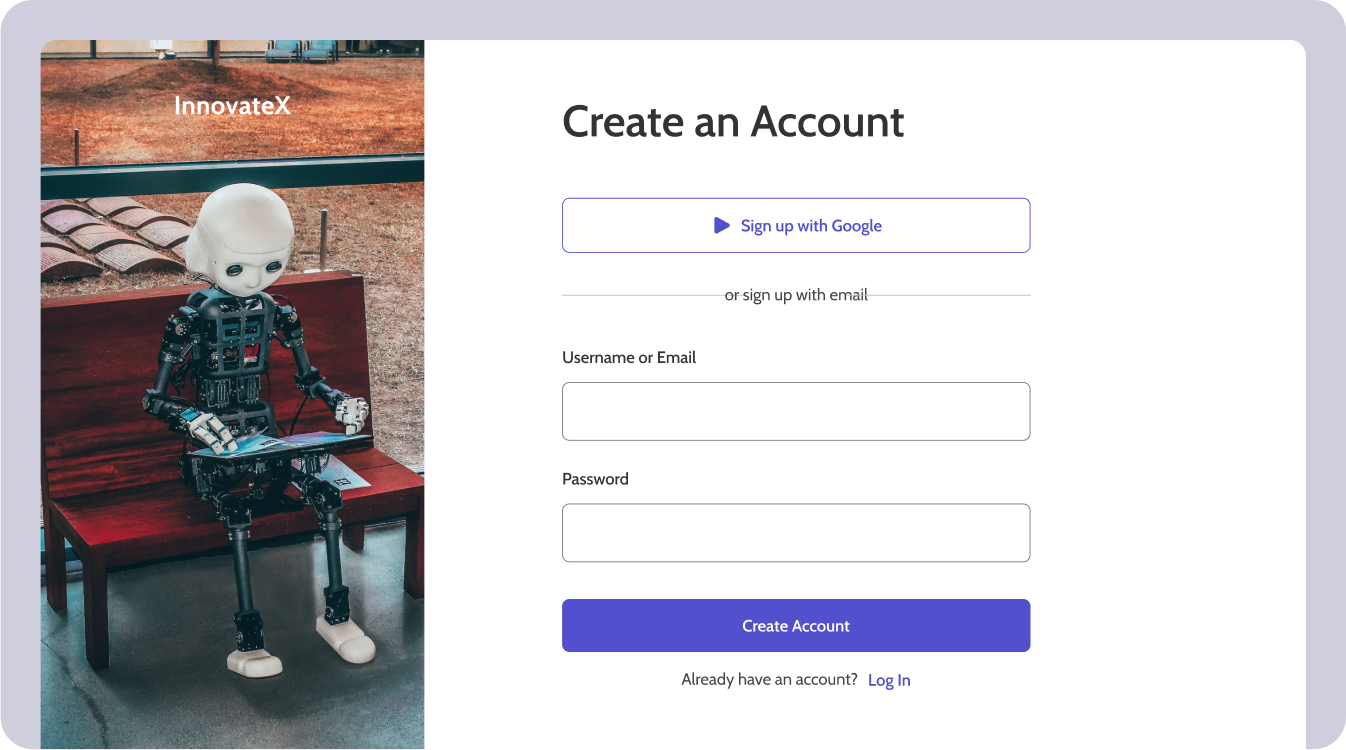 InnovateX
Create an Account
Sign up with Google
or sign up with email
Username or Email
Password
Create Account
Already have an account? Log In